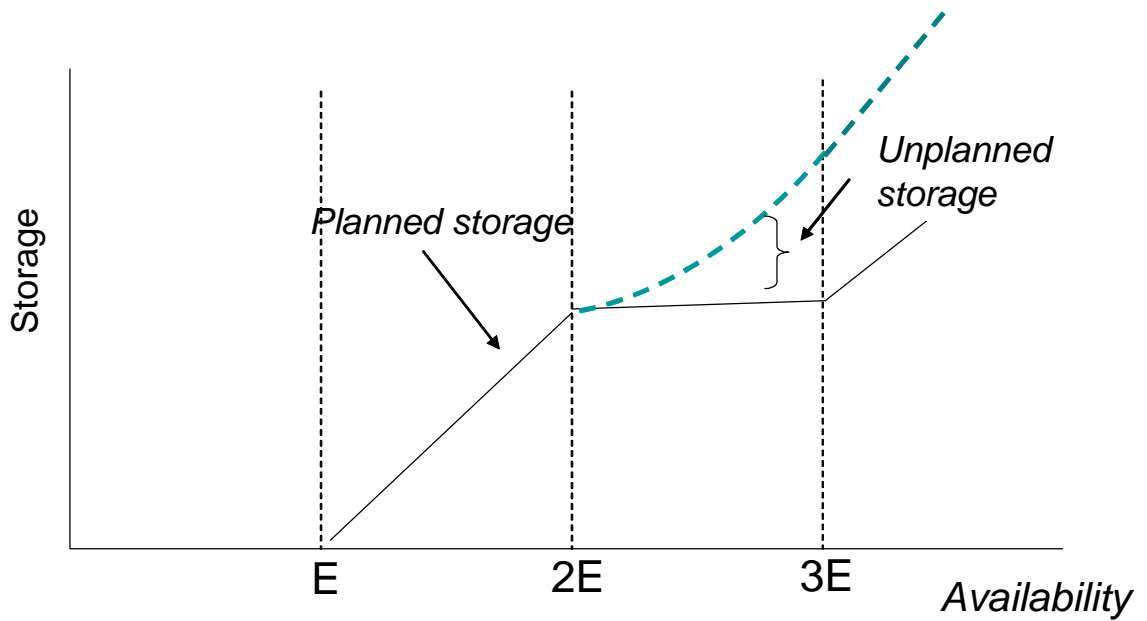 Unplanned
storage
Planned storage
Storage
E
2E
3E
Availability